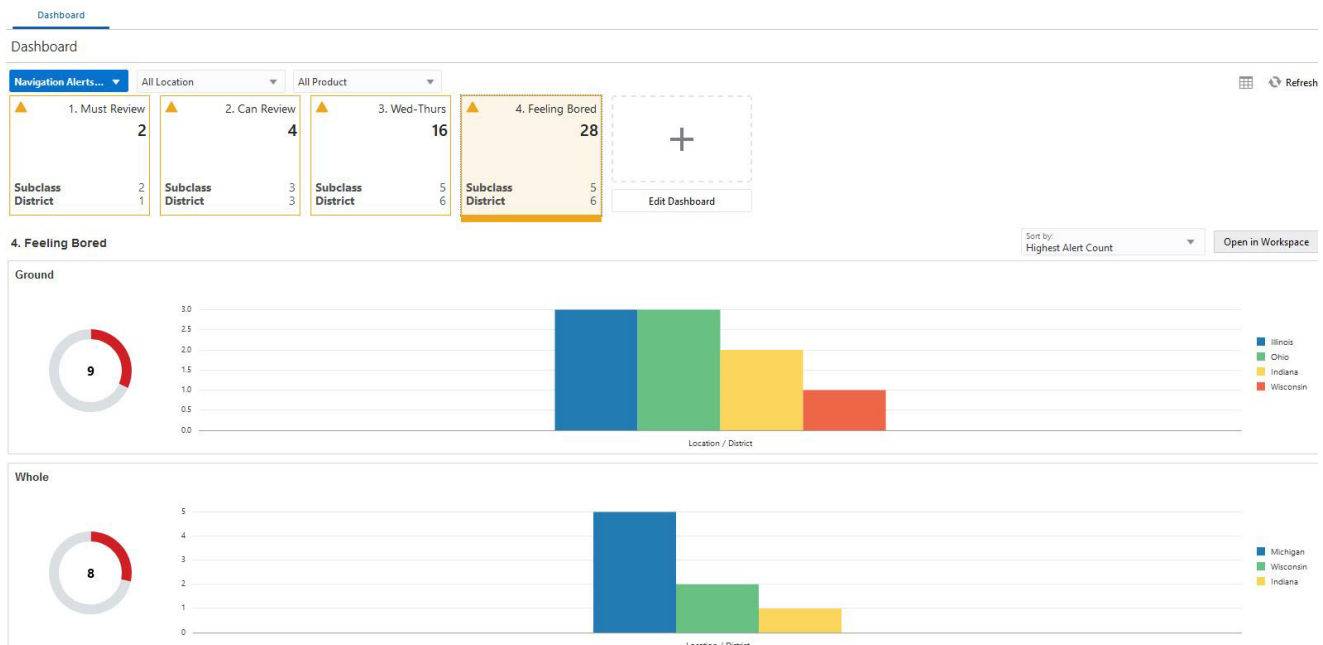 Dashboard
Dashboard
Navigation Alerts... All Location All Product Refresh
1. Must Review
2
Subclass 2
District 1
2. Can Review
4
Subclass 3
District 3
3. Wed-Thurs
16
Subclass 5
District 6
4. Feeling Bored
28
Subclass 5
District 6
Edit Dashboard
4. Feeling Bored
Sort by:
Highest Alert Count
Open in Workspace
Ground
9
3.0
2.5
2.0
1.5
1.0
0.5
0.0
Location / District
Illinois
Ohio
Indiana
Wisconsin
Whole
8
5
4
3
2
1
0
Location / District
Michigan
Wisconsin
Indiana